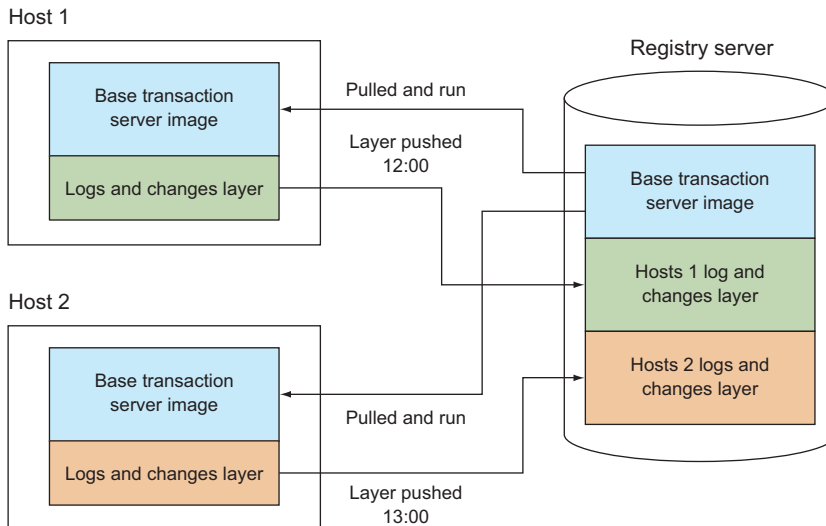 Host 1
Base transaction
server image
Logs and changes layer
Pulled and run
Layer pushed
12:00
Registry server
Base transaction
server image
Hosts 1 log and
changes layer
Hosts 2 logs and
changes layer
Host 2
Base transaction
server image
Logs and changes layer
Pulled and run
Layer pushed
13:00